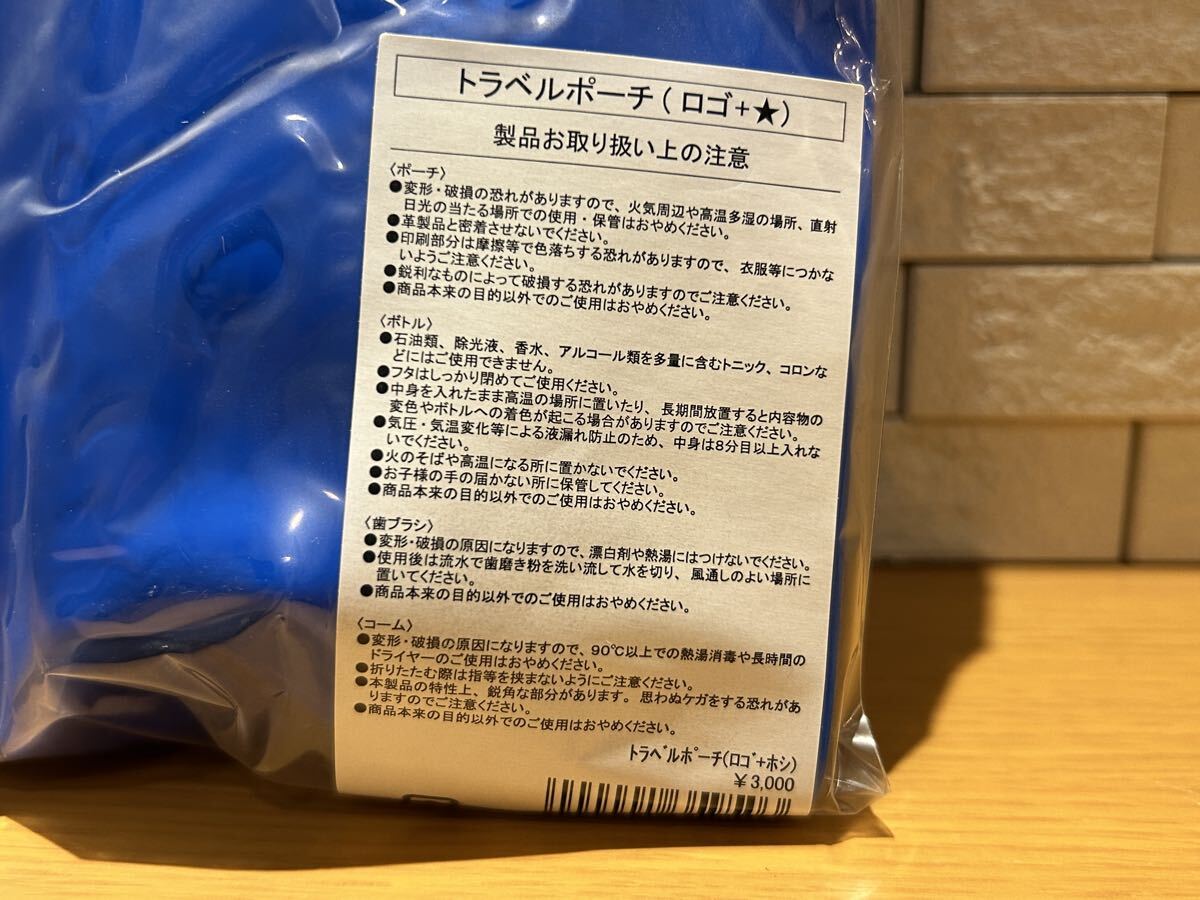 トラベルポーチ(ロゴ+★)
製品お取り扱い上の注意
〈ポーチ〉
●変形・破損の恐れがありますので、火気周辺や高温多湿の場所、直射
日光の当たる場所での使用・保管はおやめください。
●革製品と密着させないでください。
●印刷部分は摩擦等で色落ちする恐れがありますので、衣服等につかな
いようご注意ください。
●鋭利なものによって破損する恐れがありますのでご注意ください。
●商品本来の目的以外でのご使用はおやめください。
〈ボトル〉
●石油類、除光液、香水、アルコール類を多量に含むトニック、コロンな
どにはご使用できません。
●フタはしっかり閉めてご使用ください。
●中身を入れたまま高温の場所に置いたり、長期間放置すると内容物の
変色やボトルへの着色が起こる場合がありますのでご注意ください。
●気圧・気温変化等による液漏れ防止のため、中身は8分目以上入れな
いでください。
●火のそばや高温になる所に置かないでください。
●お子様の手の届かない所に保管してください。
●商品本来の目的以外でのご使用はおやめください。
〈歯ブラシ〉
●変形・破損の原因になりますので、漂白剤や熱湯にはつけないでください。
●使用後は流水で歯磨き粉を洗い流して水を切り、風通しのよい場所に
置いてください。
●商品本来の目的以外でのご使用はおやめください。
〈コーム〉
●変形・破損の原因になりますので、90℃以上での熱湯消毒や長時間の
ドライヤーのご使用はおやめください。
●折りたたむ際は指等を挟まないようにご注意ください。
●本製品の特性上、鋭角な部分があります。思わぬケガをする恐れがあ
りますのでご注意ください。
●商品本来の目的以外でのご使用はおやめください。
ﾄﾗﾍﾞﾙﾎﾟｰﾁ(ﾛｺﾞ+ﾎｼ)
￥3,000